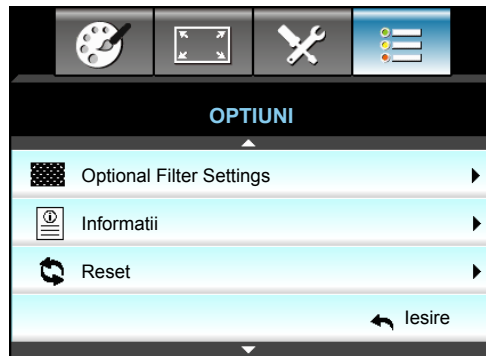 OPTIUNI
Optional Filter Settings
Informatii
Reset
Iesire